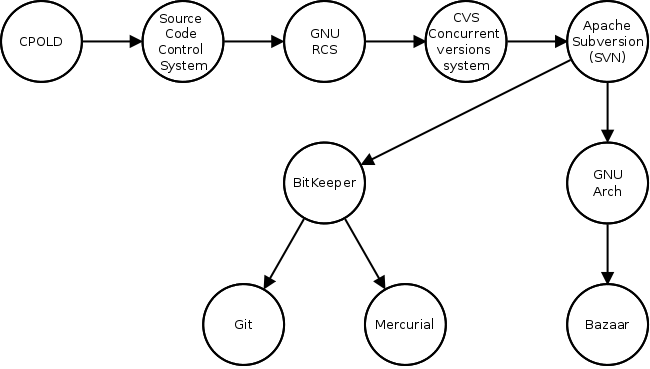 CPOLD
Source
Code
Control
System
GNU
RCS
CVS
Concurrent
versions
system
Apache
Subversion
(SVN)
BitKeeper
GNU
Arch
Git
Mercurial
Bazaar